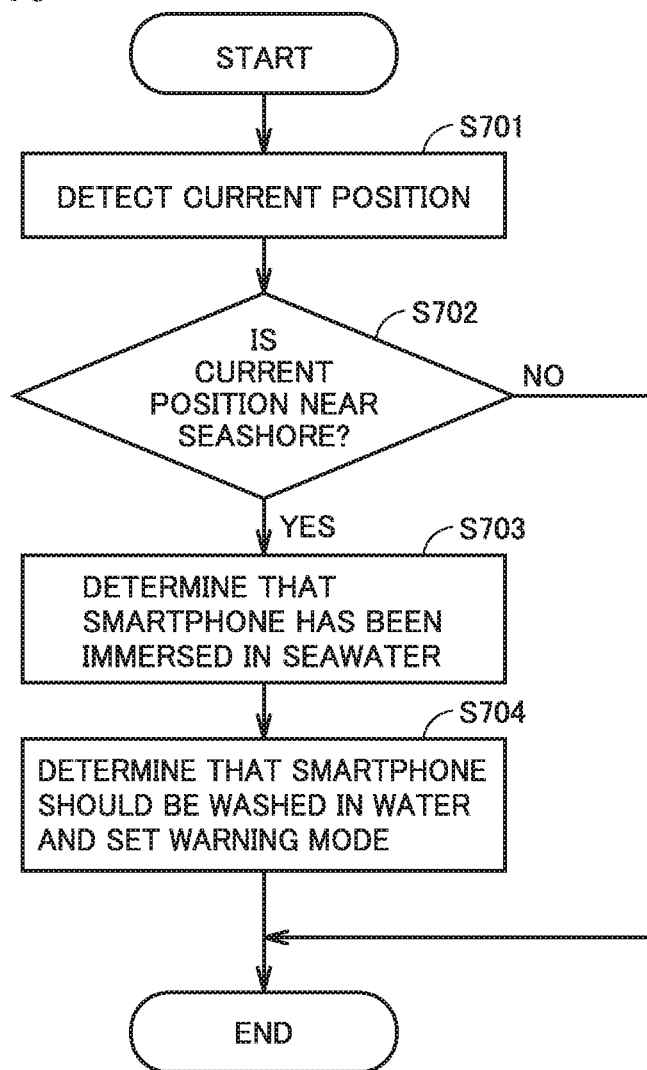 START
S701
DETECT CURRENT POSITION
S702
IS
CURRENT
POSITION NEAR
SEASHORE?
NO
YES
S703
DETERMINE THAT
SMARTPHONE HAS BEEN
IMMERSED IN SEAWATER
S704
DETERMINE THAT SMARTPHONE
SHOULD BE WASHED IN WATER
AND SET WARNING MODE
END